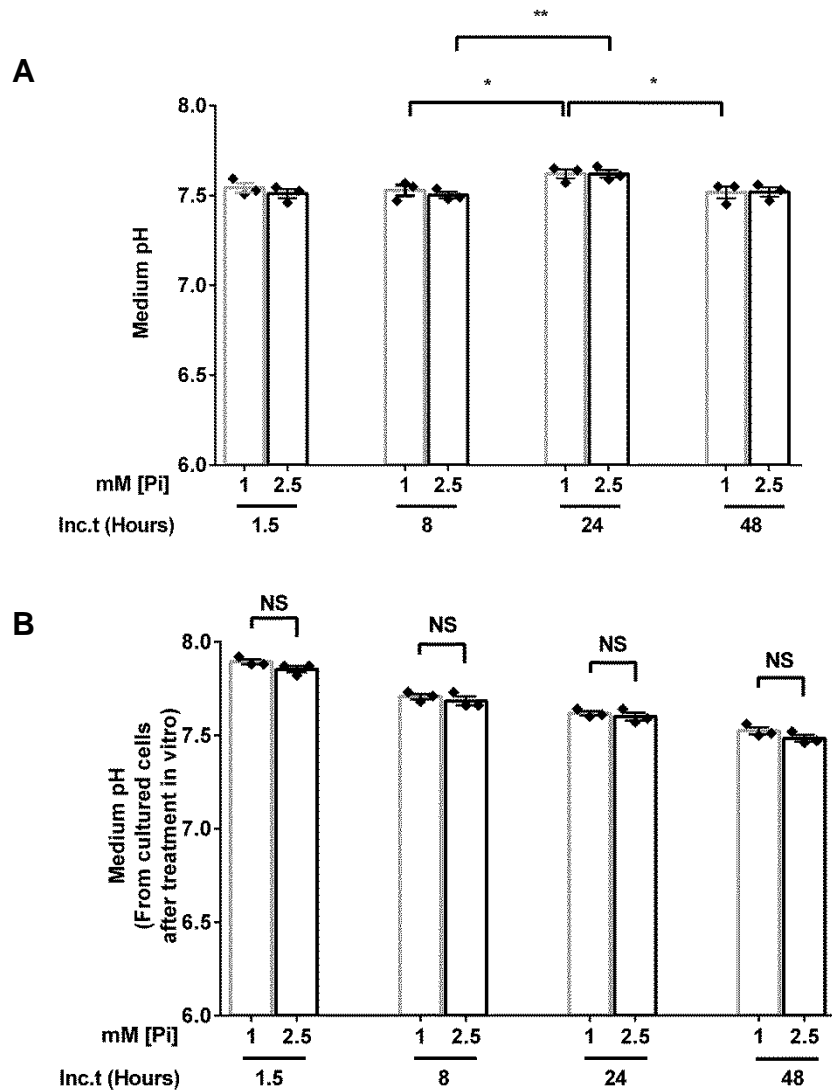 **
A
* *
8.0
7.5
7.0
6.5
6.0
Medium pH
mM [Pi] 1 2.5 1 2.5 1 2.5 1 2.5
Inc.t (Hours) 1.5 8 24 48
B
NS NS NS NS
8.0
7.5
7.0
6.5
6.0
Medium pH
(From cultured cells
after treatment in vitro)
mM [Pi] 1 2.5 1 2.5 1 2.5 1 2.5
Inc.t (Hours) 1.5 8 24 48